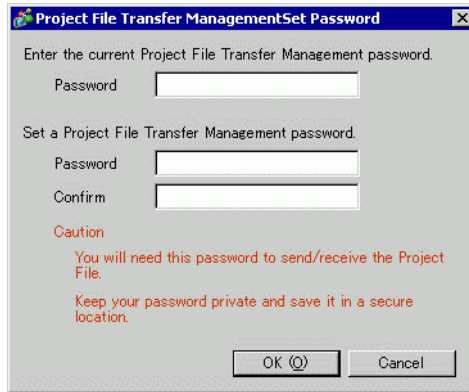 Project File Transfer ManagementSet Password
Enter the current Project File Transfer Management password.
Password
Set a Project File Transfer Management password.
Password
Confirm
Caution
You will need this password to send/receive the Project
File.
Keep your password private and save it in a secure
location.
OK (O)
Cancel